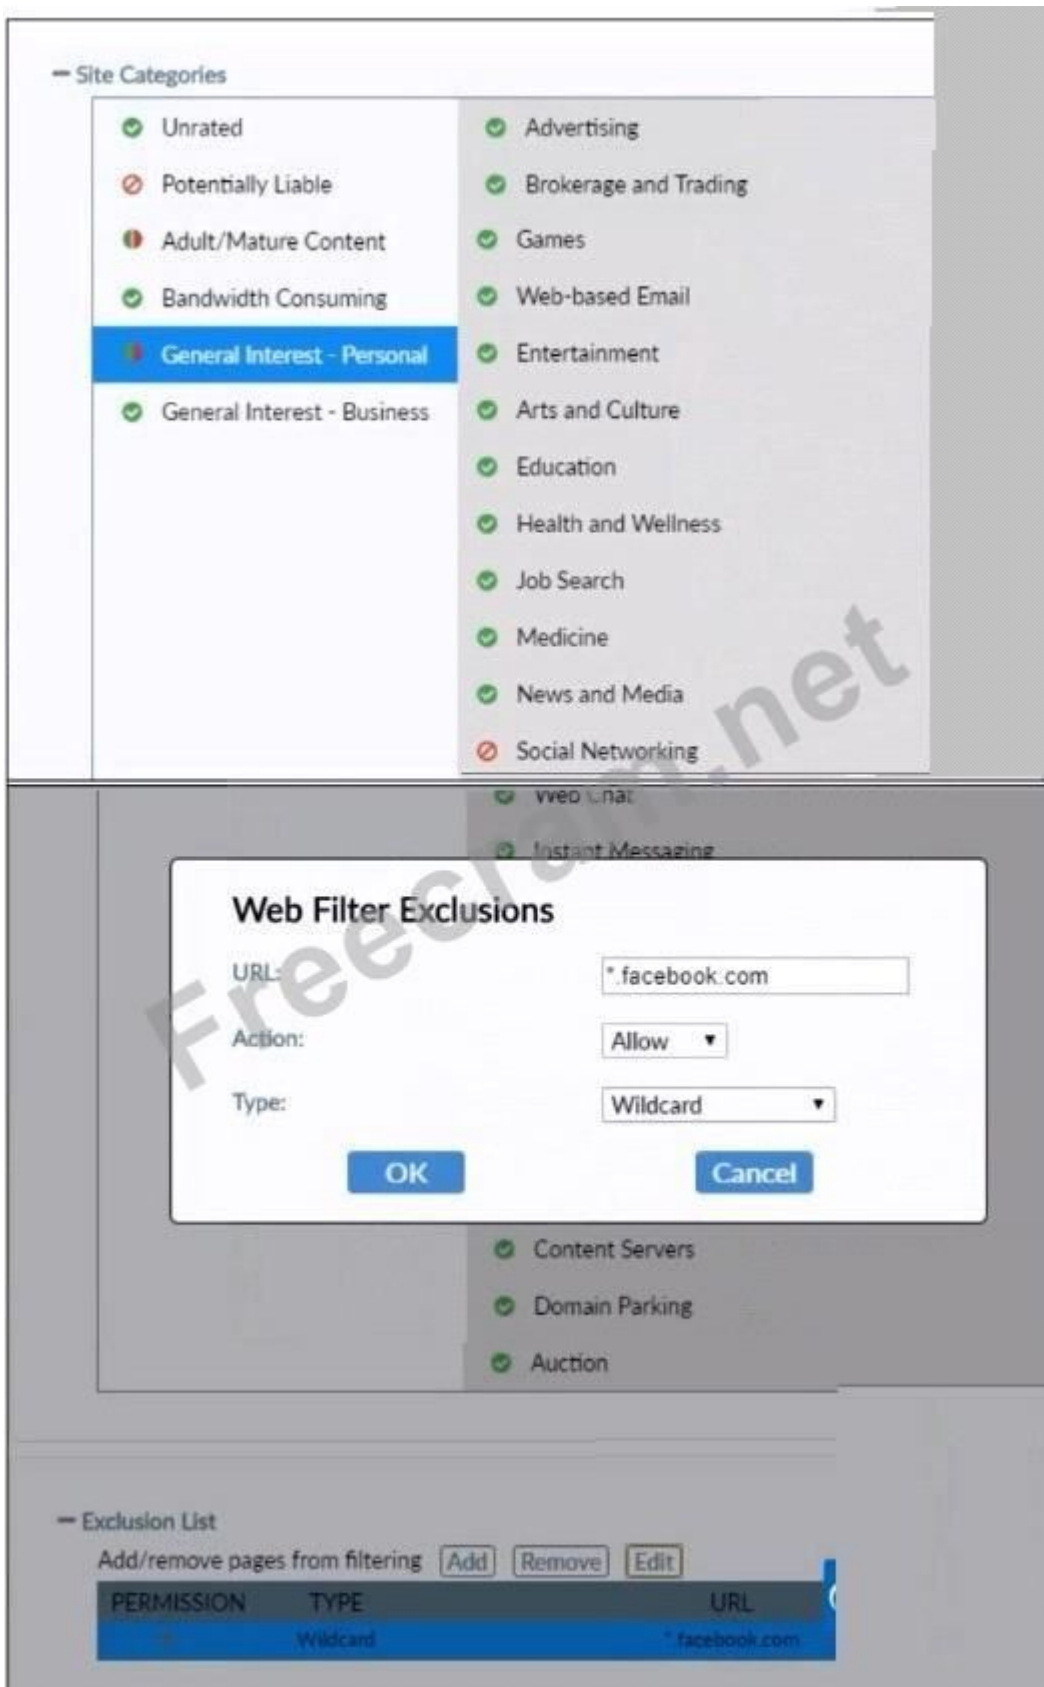 Site Categories
Unrated
Advertising
Potentially Liable
Brokerage and Trading
Adult/Mature Content
Games
Bandwidth Consuming
Web-based Email
General Interest - Personal
Entertainment
General Interest - Business
Arts and Culture
Education
Health and Wellness
Job Search
Medicine
News and Media
Social Networking
Web Chat
Instant Messaging
Web Filter Exclusions
URL:
*.facebook.com
Action:
Allow
Type:
Wildcard
OK
Cancel
Content Servers
Domain Parking
Auction
Exclusion List
Add/remove pages from filtering Add Remove Edit
PERMISSION TYPE URL
Wildcard *.facebook.com
Freecram.net